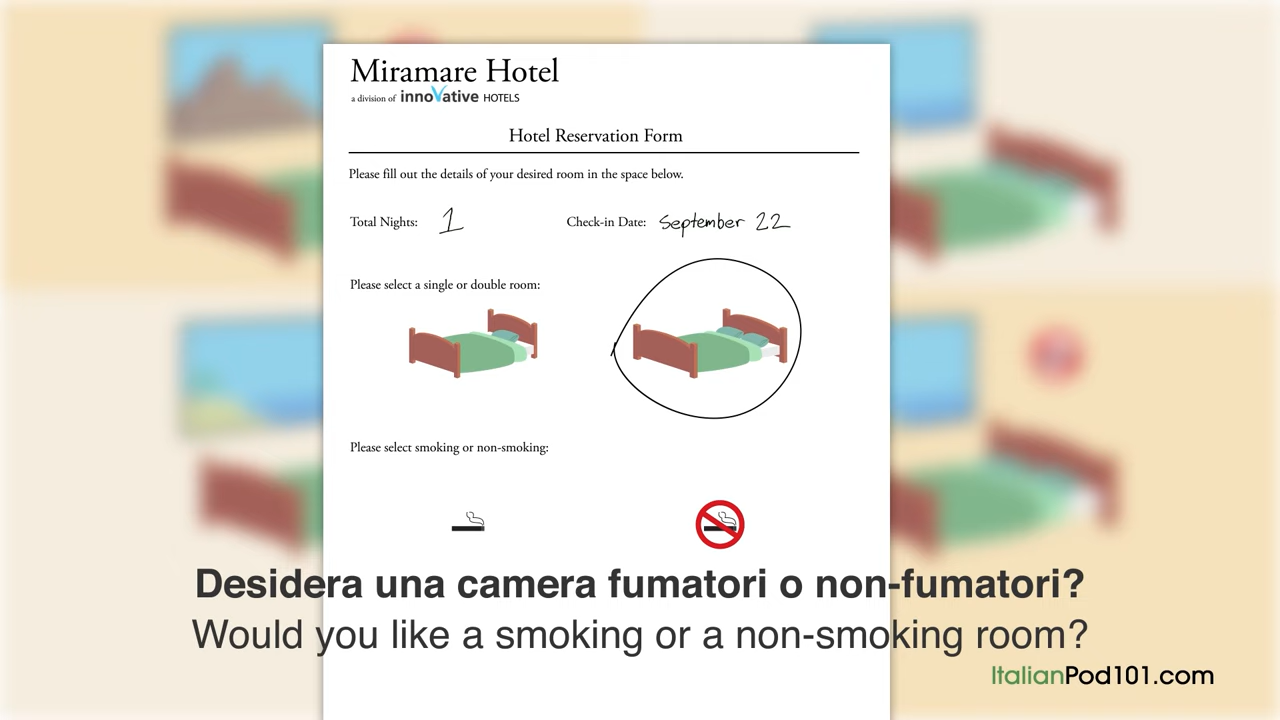 Miramare Hotel
a division of innoVative HOTELS
Hotel Reservation Form
Please fill out the details of your desired room in the space below.
Total Nights: 1 Check-in Date: September 22
Please select a single or double room:
Please select smoking or non-smoking:
Desidera una camera fumatori o non-fumatori?
Would you like a smoking or a non-smoking room?
ItalianPod101.com